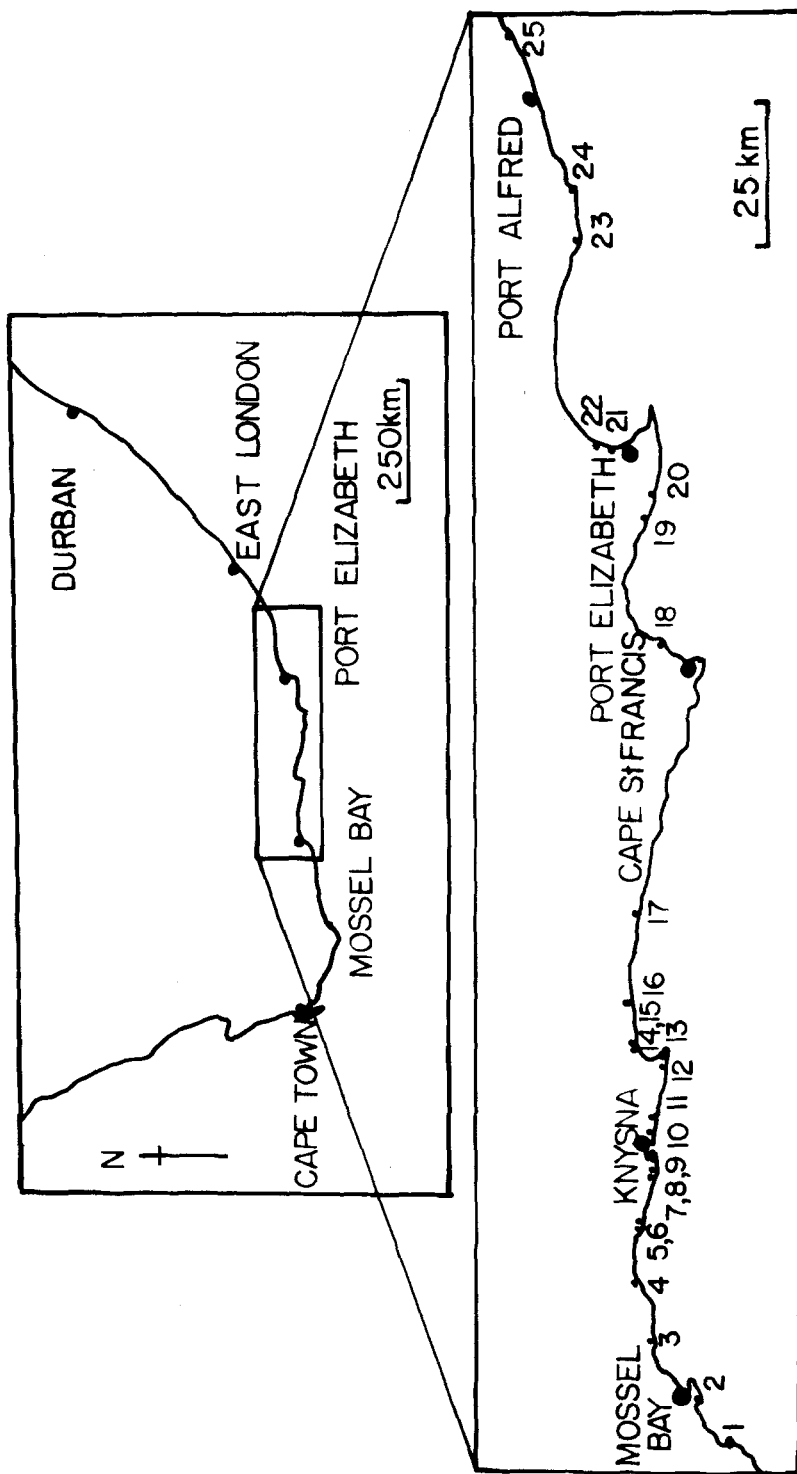 N
DURBAN
EAST LONDON
PORT ELIZABETH
250km
MOSSEL BAY
CAPE TOWN
MOSSEL
BAY
KNYSNA
CAPE St FRANCIS
PORT ELIZABETH
PORT ALFRED
1
2
3
4
5,6
7,8,9
10
11
12
13
14,15
16
17
18
19
20
21
22
23
24
25
25 km